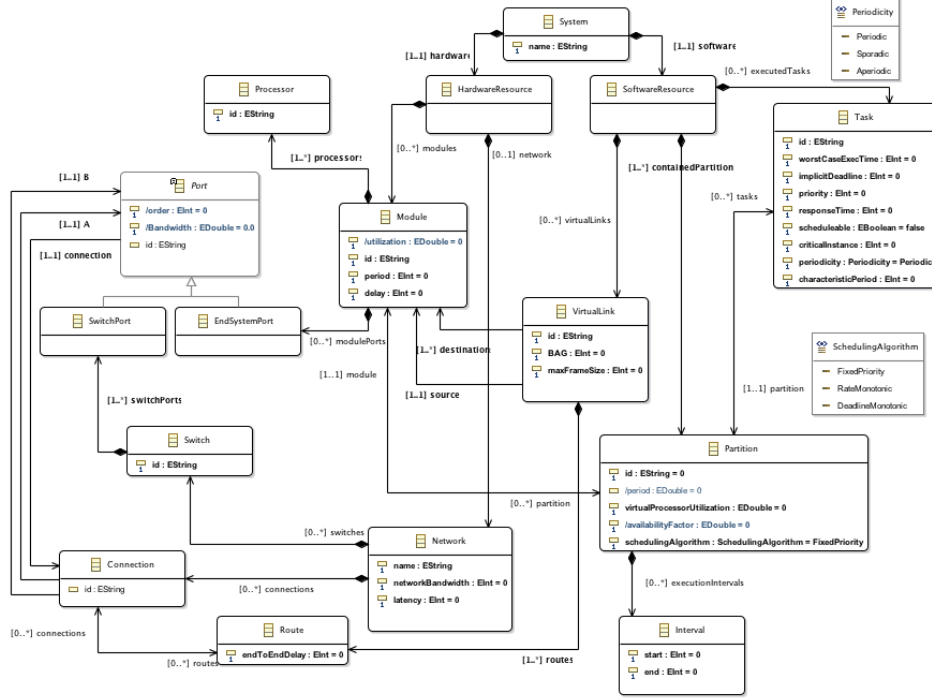 System
name : EString
[1..1] hardware
[1..1] software
Periodicity
Periodic
Sporadic
Aperiodic
[0..*] executedTasks
Processor
id : EString
HardwareResource
SoftwareResource
Task
id : EString
worstCaseExecTime : EInt = 0
implicitDeadline : EInt = 0
priority : EInt = 0
responseTime : EInt = 0
scheduleable : EBoolean = false
criticalInstance : EInt = 0
periodicity : Periodicity = Periodic
characteristicPeriod : EInt = 0
[1..*] processors
[0..*] modules
[0..1] network
[1..*] containedPartition
[0..*] tasks
[0..*] virtualLinks
[1..1] B
[1..1] A
[1..1] connection
Port
/order : EInt = 0
/Bandwidth : EDouble = 0.0
id : EString
Module
/utilization : EDouble = 0
id : EString
period : EInt = 0
delay : EInt = 0
SwitchPort
EndSystemPort
[0..*] modulePorts
VirtualLink
id : EString
BAG : EInt = 0
maxFrameSize : EInt = 0
[1..*] destination
[1..1] module
[1..1] source
SchedulingAlgorithm
FixedPriority
RateMonotonic
DeadlineMonotonic
[1..1] partition
[1..*] switchPorts
Switch
id : EString
Partition
id : EString = 0
/period : EDouble = 0
virtualProcessorUtilization : EDouble = 0
/availabilityFactor : EDouble = 0
schedulingAlgorithm : SchedulingAlgorithm = FixedPriority
[0..*] partition
[0..*] switches
Network
name : EString
networkBandwidth : EInt = 0
latency : EInt = 0
Connection
id : EString
[0..*] connections
[0..*] executionIntervals
[0..*] connections
Route
endToEndDelay : EInt = 0
[0..*] routes
[1..*] routes
Interval
start : EInt = 0
end : EInt = 0